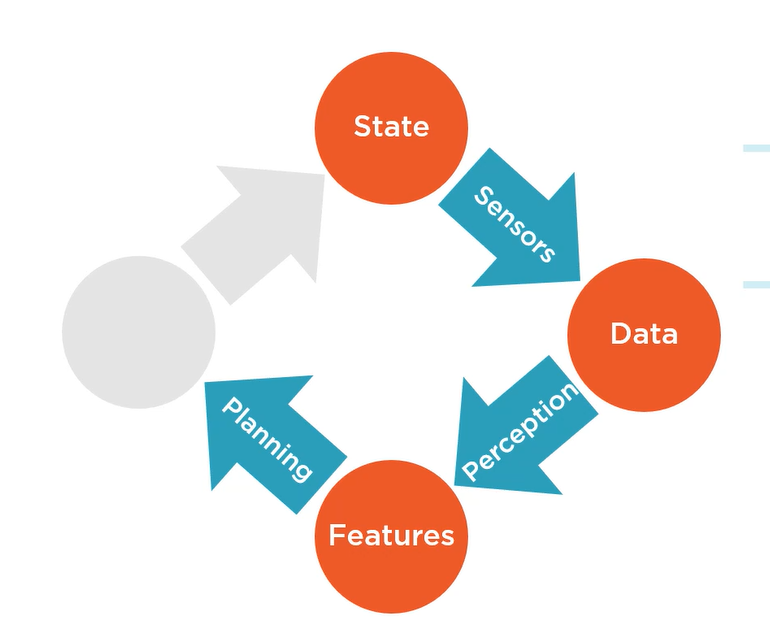 State
Sensors
Data
Perception
Features
Planning